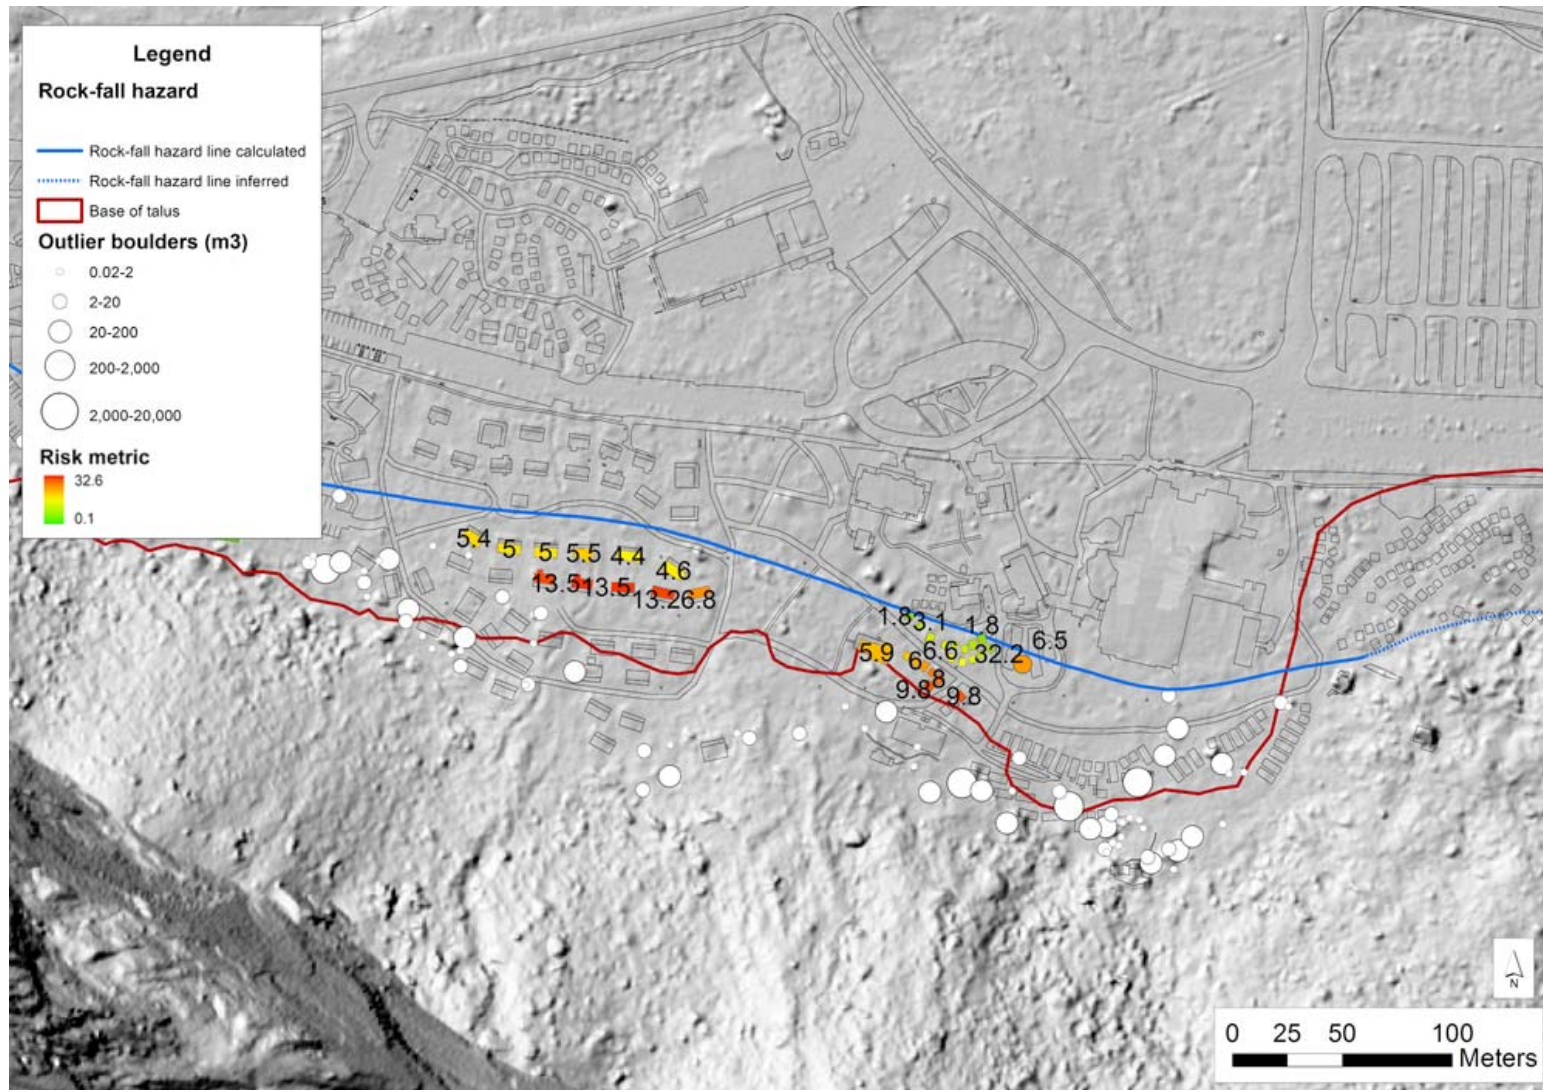 Legend
Rock-fall hazard
Rock-fall hazard line calculated
Rock-fall hazard line inferred
Base of talus
Outlier boulders (m3)
0.02-2
2-20
20-200
200-2,000
2,000-20,000
Risk metric
32.6
0.1
5.4
5
5
5.5
4.4
4.6
13.5
13.5
13.2
6.8
1.8
3.1
1.8
6.5
5.9
6
6.6
32.2
8
9.8
9.8
N
0 25 50 100
Meters